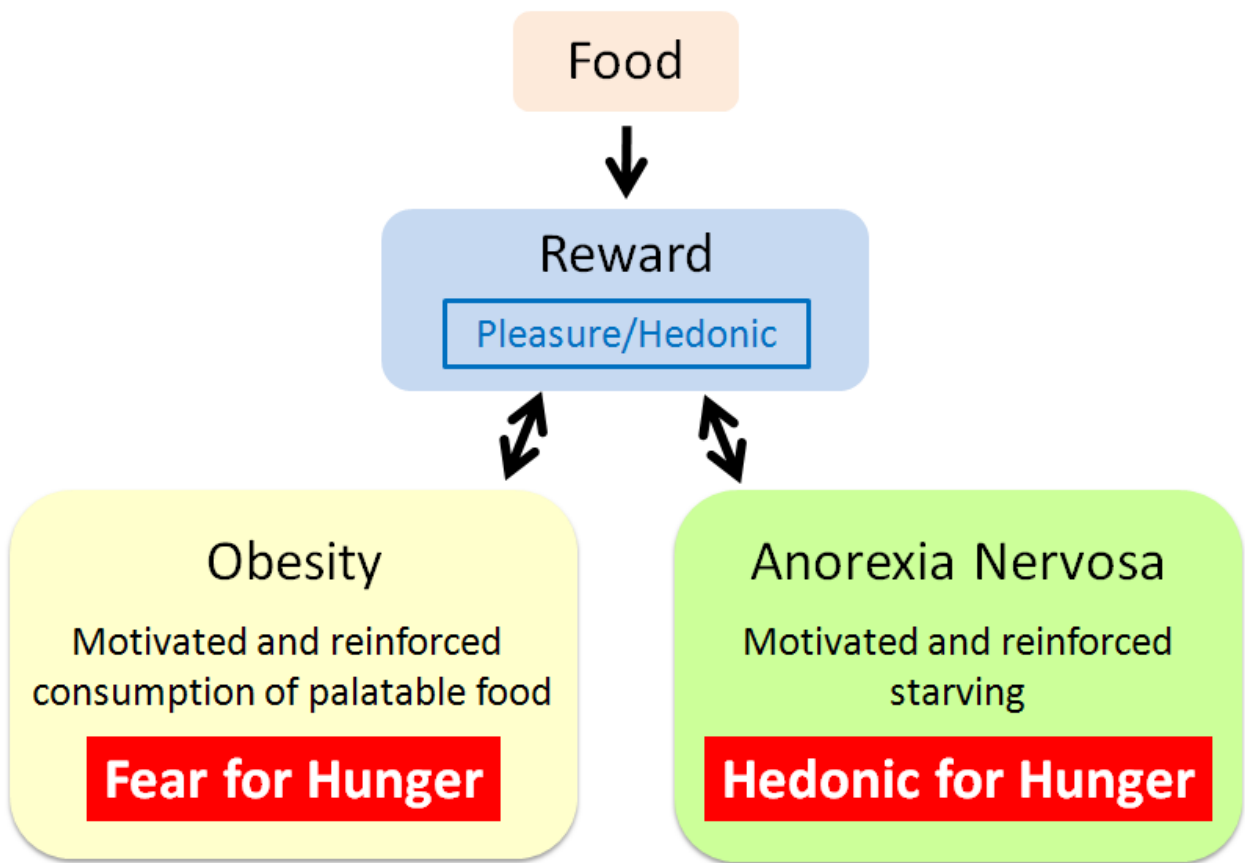 Food
Reward
Pleasure/Hedonic
Obesity
Motivated and reinforced
consumption of palatable food
Fear for Hunger
Anorexia Nervosa
Motivated and reinforced
starving
Hedonic for Hunger